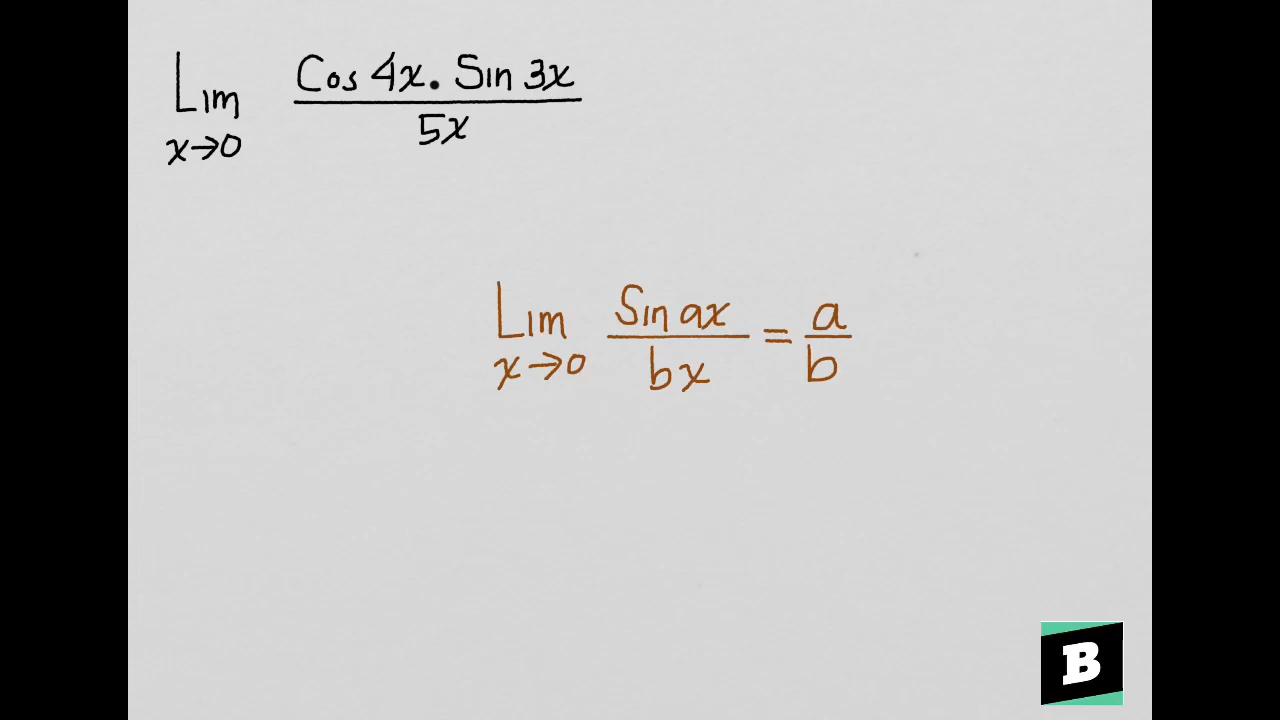 Lim Cos 4x. Sin 3x
x→0 5x
Lim Sin ax = a
x→0 bx b
B